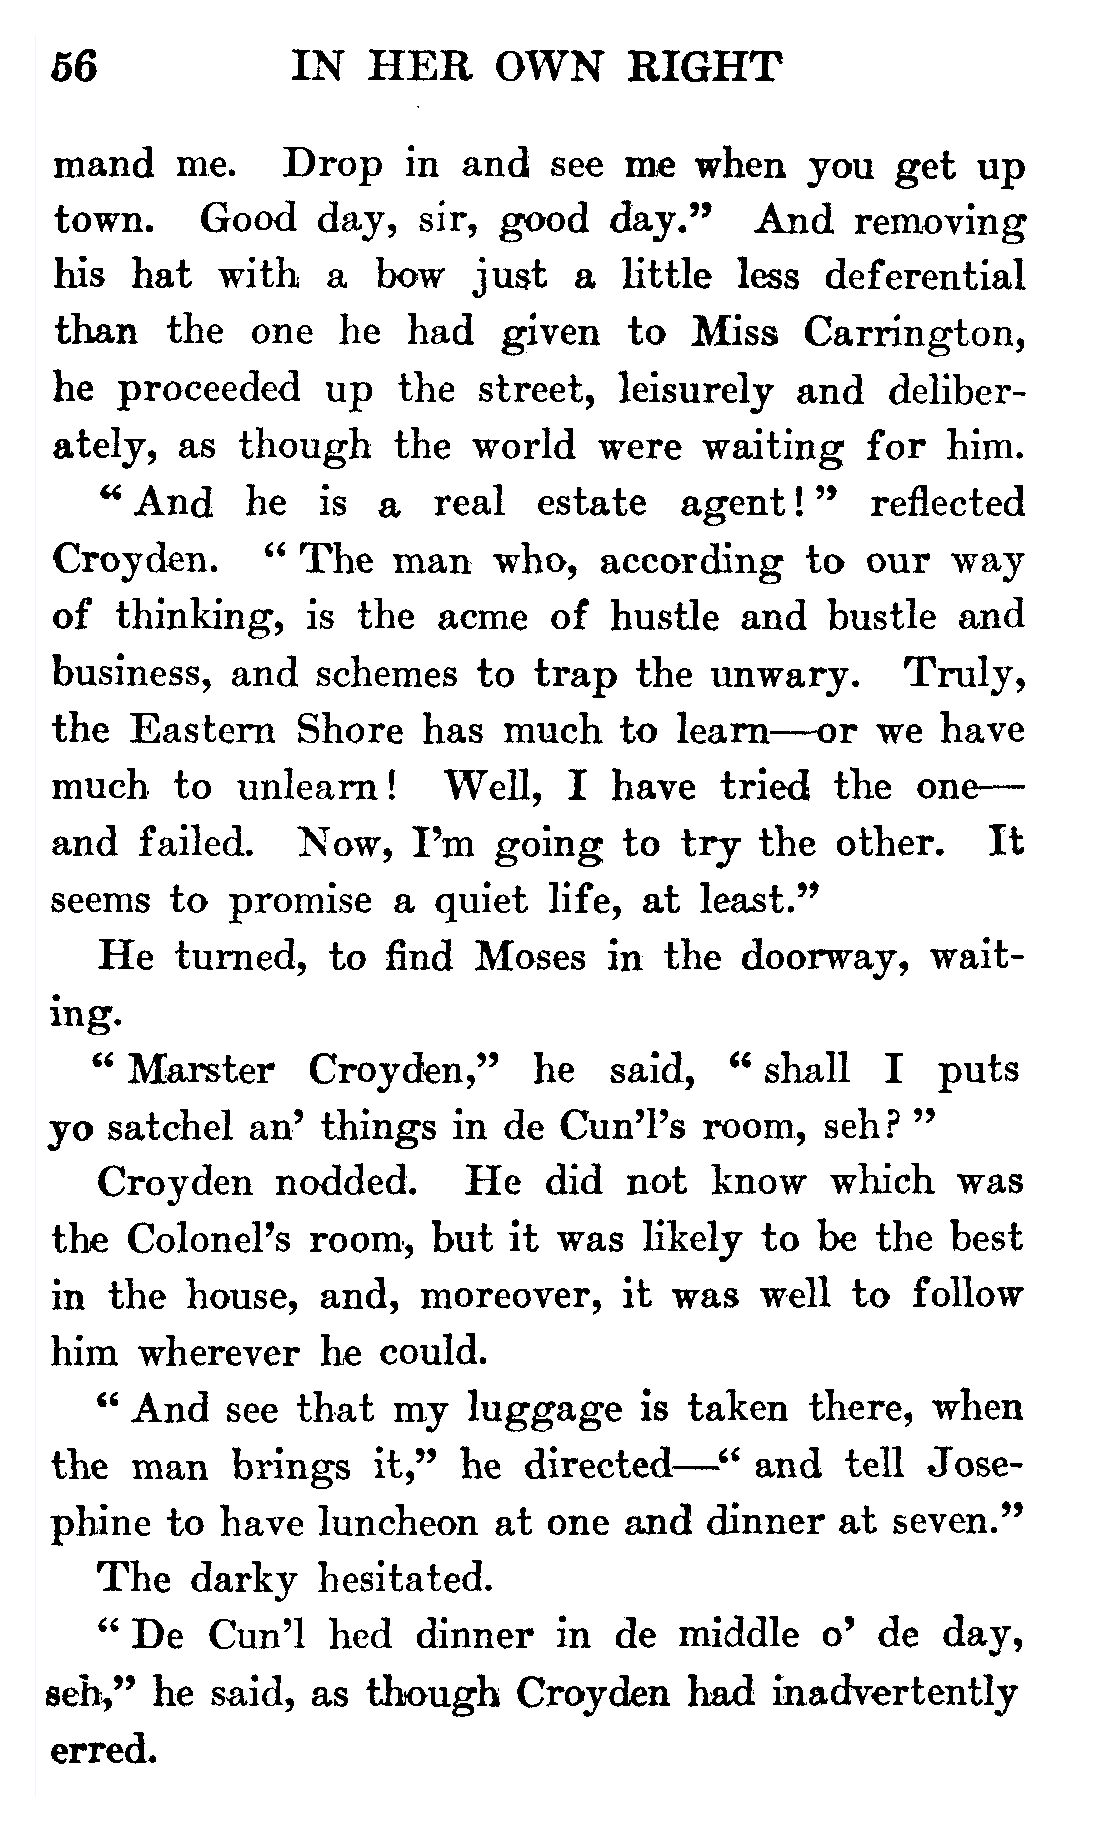 56 IN HER OWN RIGHT
mand me. Drop in and see me when you get up
town. Good day, sir, good day.” And removing
his hat with a bow just a little less deferential
than the one he had given to Miss Carrington,
he proceeded up the street, leisurely and deliber-
ately, as though the world were waiting for him.
“ And he is a real estate agent! ” reflected
Croyden. “ The man who, according to our way
of thinking, is the acme of hustle and bustle and
business, and schemes to trap the unwary. Truly,
the Eastern Shore has much to learn—or we have
much to unlearn! Well, I have tried the one—
and failed. Now, I’m going to try the other. It
seems to promise a quiet life, at least.”
He turned, to find Moses in the doorway, wait-
ing.
“ Marster Croyden,” he said, “ shall I puts
yo satchel an’ things in de Cun’l’s room, seh? ”
Croyden nodded. He did not know which was
the Colonel’s room, but it was likely to be the best
in the house, and, moreover, it was well to follow
him wherever he could.
“ And see that my luggage is taken there, when
the man brings it,” he directed—“ and tell Jose-
phine to have luncheon at one and dinner at seven.”
The darky hesitated.
“ De Cun’l hed dinner in de middle o’ de day,
seh,” he said, as though Croyden had inadvertently
erred.